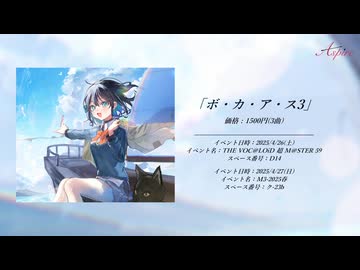 Aspire
「ボ・カ・ア・ス3」
価格：1500円(3曲)
イベント日時：2025/4/26(土)
イベント名：THE VOC@LOiD 超 M@STER 59
スペース番号：D14
イベント日時：2025/4/27(日)
イベント名：M3-2025春
スペース番号：ク-23b